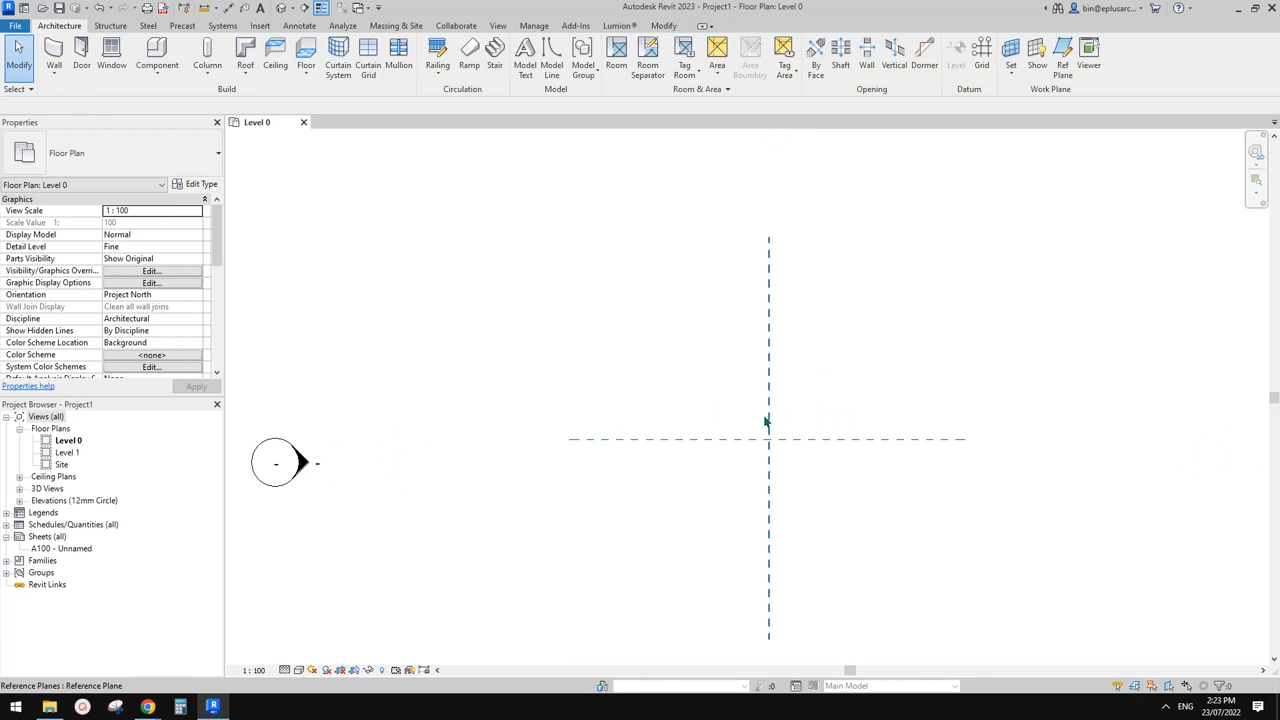 Autodesk Revit 2023 - Project1 - Floor Plan: Level 0
bin@eplusarc...
File Architecture Structure Steel Precast Systems Insert Annotate Analyze Massing & Site Collaborate View Manage Add-Ins Lumion® Modify
Modify Wall Door Window Component Column Roof Ceiling Floor Curtain System Curtain Grid Mullion Railing Ramp Stair Model Text Model Line Model Group Room Room Separator Tag Room Area Area Boundary Tag Area By Face Shaft Wall Vertical Dormer Level Grid Set Show Ref Plane Viewer
Select Build Circulation Model Room & Area Opening Datum Work Plane
Properties
Level 0
Floor Plan
Floor Plan: Level 0 Edit Type
Graphics
View Scale 1 : 100
Scale Value 1: 100
Display Model Normal
Detail Level Fine
Parts Visibility Show Original
Visibility/Graphics Overri... Edit...
Graphic Display Options Edit...
Orientation Project North
Wall Join Display Clean all wall joins
Discipline Architectural
Show Hidden Lines By Discipline
Color Scheme Location Background
Color Scheme <none>
System Color Schemes Edit...
Properties help Apply
Project Browser - Project1
Views (all)
Floor Plans
Level 0
Level 1
Site
Ceiling Plans
3D Views
Elevations (12mm Circle)
Legends
Schedules/Quantities (all)
Sheets (all)
A100 - Unnamed
Families
Groups
Revit Links
- -
1 : 100
Reference Planes : Reference Plane
:0
Main Model
:0
ENG
2:23 PM
23/07/2022